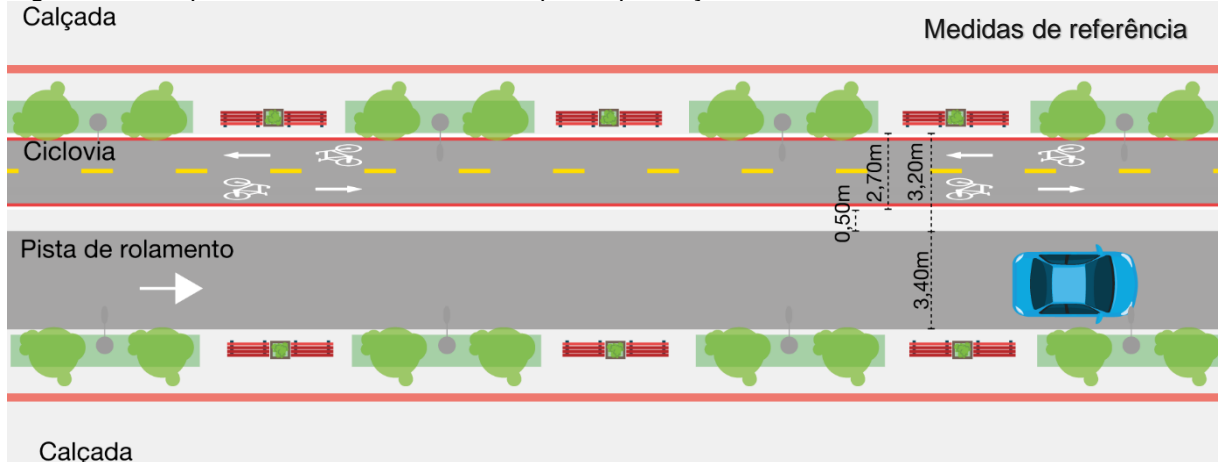 Calçada
Medidas de referência
Ciclovia
2,70m
3,20m
0,50m
Pista de rolamento
3,40m
Calçada